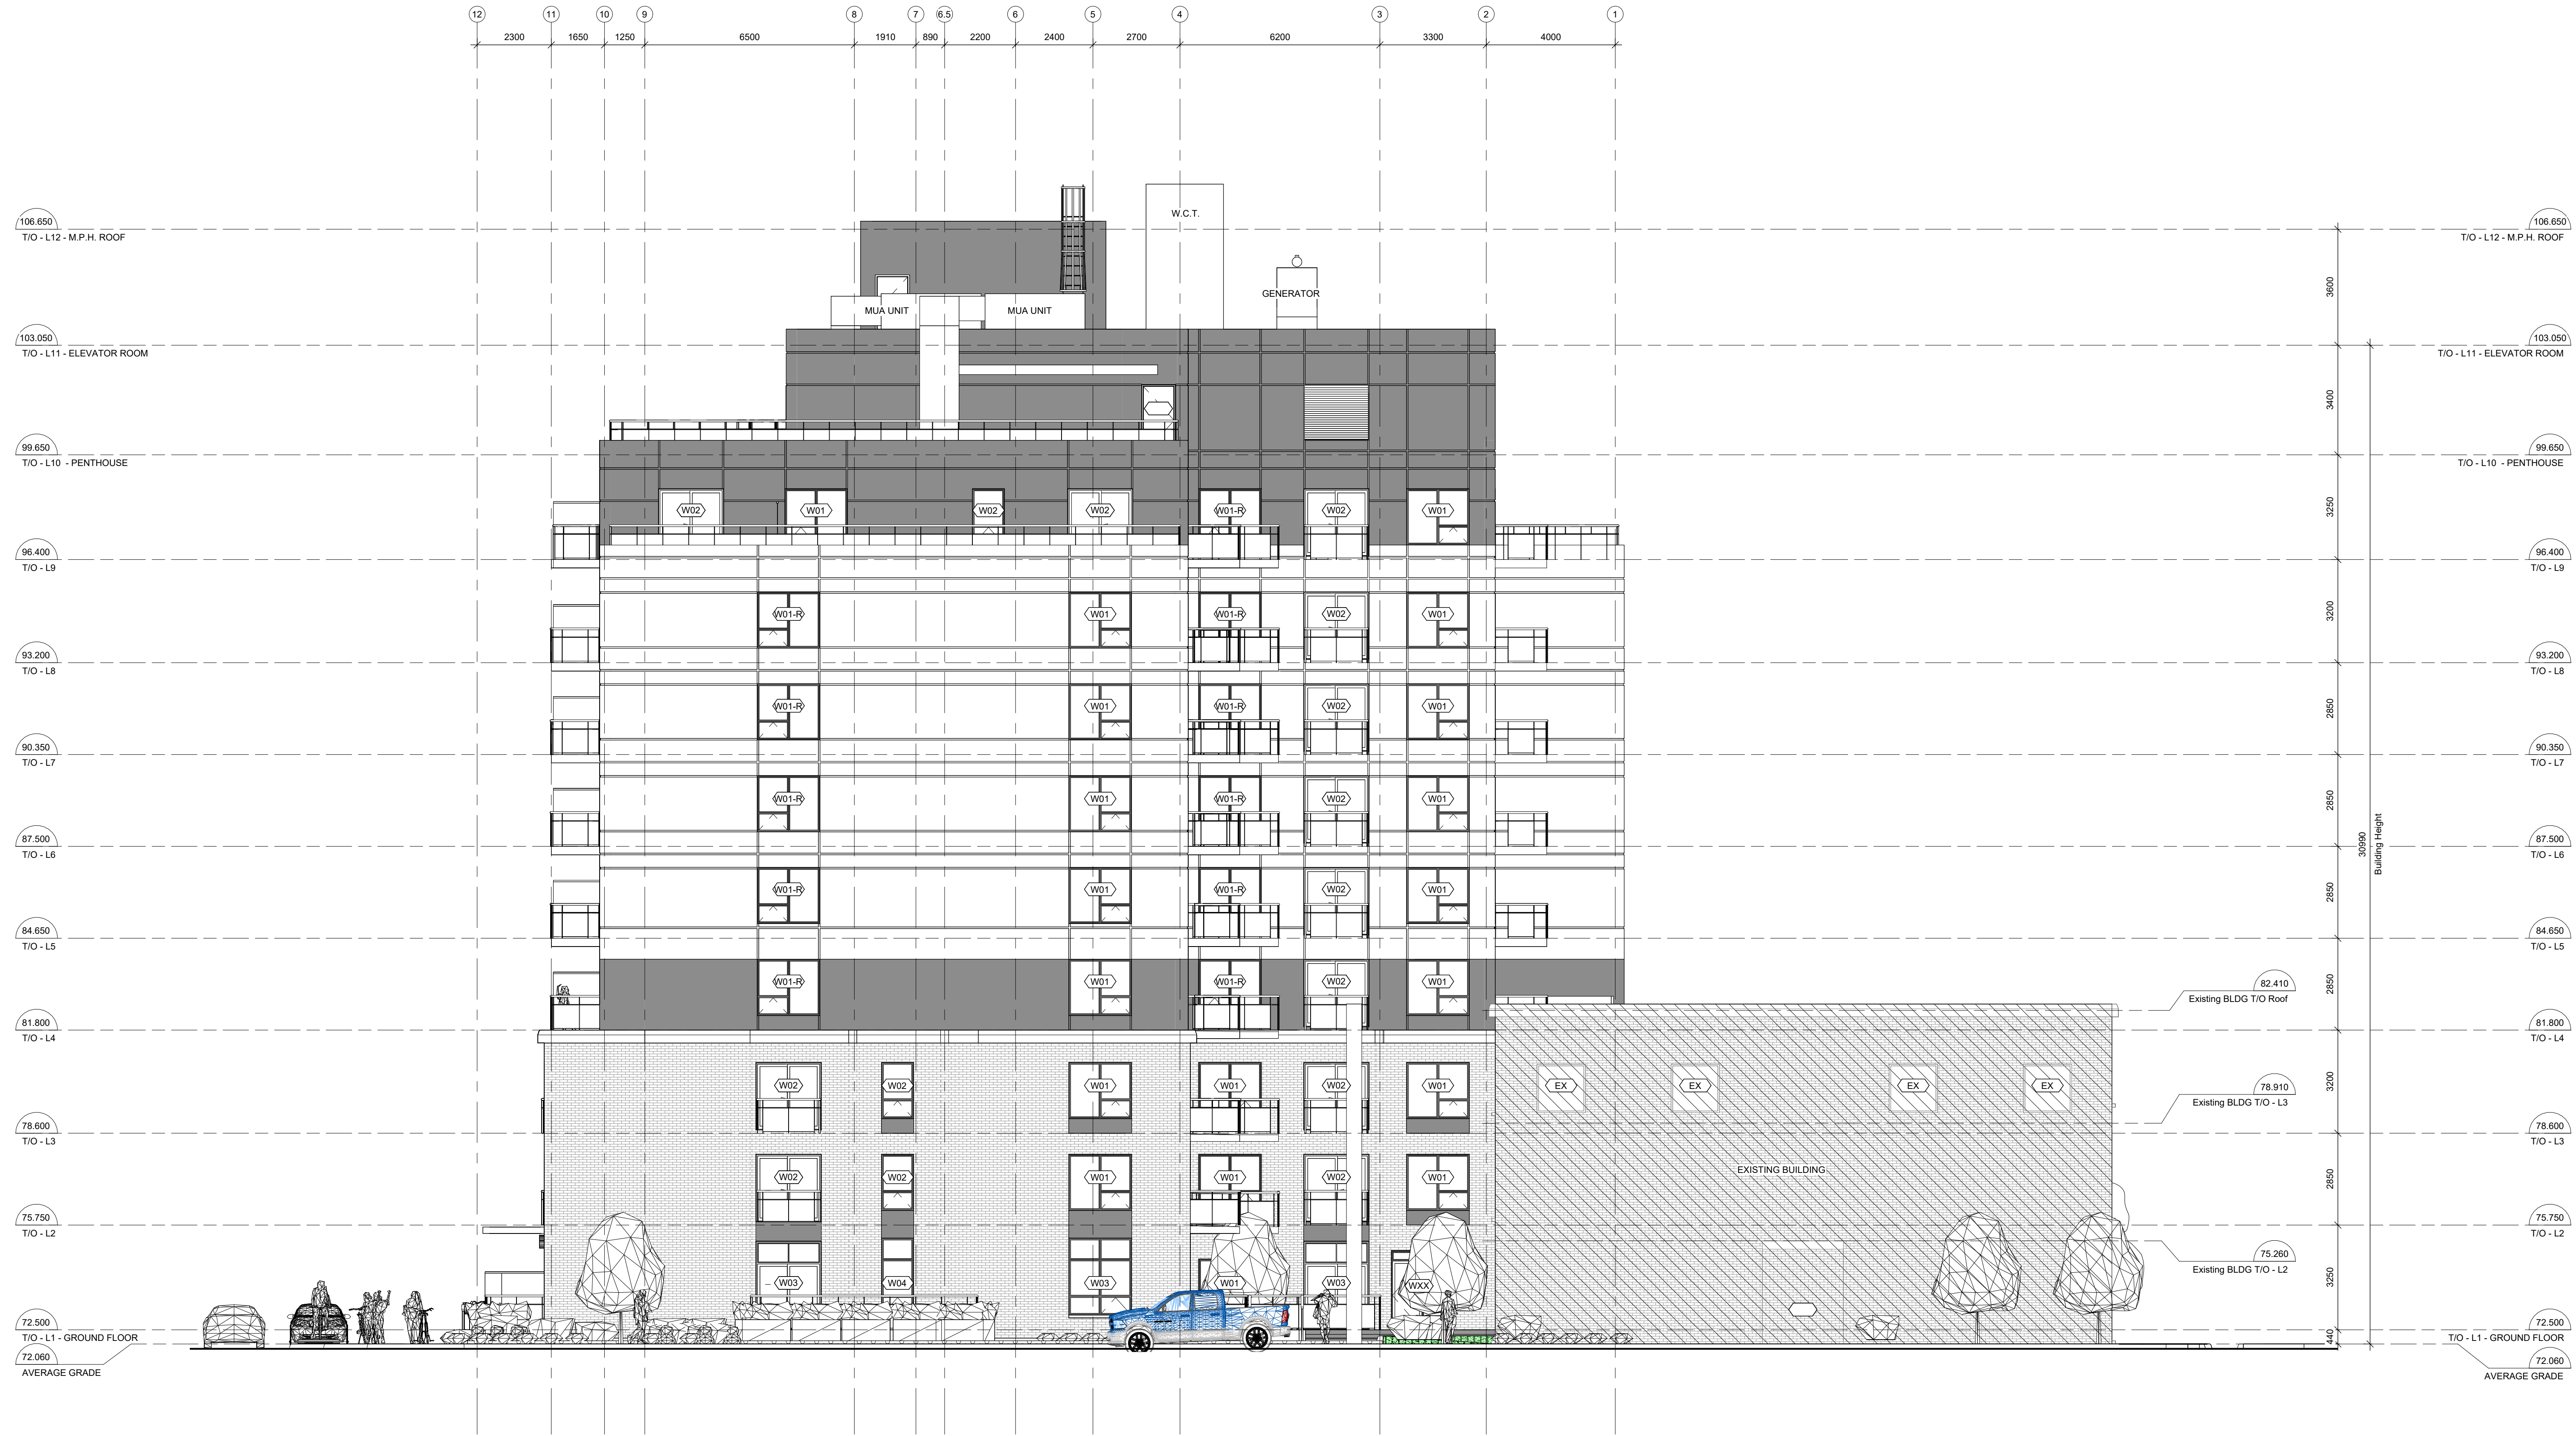 12 11 10 9 8 7 6.5 6 5 4 3 2 1
2300 1650 1250 6500 1910 890 2200 2400 2700 6200 3300 4000
W.C.T.
106.650 106.650
T/O - L12 - M.P.H. ROOF T/O - L12 - M.P.H. ROOF
3600
GENERATOR
MUA UNIT MUA UNIT
103.050 103.050
T/O - L11 - ELEVATOR ROOM T/O - L11 - ELEVATOR ROOM
3400
99.650 99.650
T/O - L10 - PENTHOUSE T/O - L10 - PENTHOUSE
W02 W01 W02 W02 W01-R W02 W01 3250
96.400 96.400
T/O - L9 T/O - L9
W01-R W01 W01-R W02 W01 3200
93.200 93.200
T/O - L8 T/O - L8
W01-R W01 W01-R W02 W01 2850
90.350 90.350
T/O - L7 T/O - L7
W01-R W01 W01-R W02 W01 2850
87.500 30990 Building Height 87.500
T/O - L6 T/O - L6
W01-R W01 W01-R W02 W01 2850
84.650 84.650
T/O - L5 T/O - L5
W01-R W01 W01-R W02 W01 82.410 2850
Existing BLDG T/O Roof
81.800 81.800
T/O - L4 T/O - L4
W02 W02 W01 W01 W02 W01 EX EX EX EX 78.910 3200
Existing BLDG T/O - L3
78.600 78.600
T/O - L3 T/O - L3
EXISTING BUILDING
W02 W02 W01 W01 W02 W01 2850
75.750 75.750
T/O - L2 T/O - L2
75.260
Existing BLDG T/O - L2
W03 W04 W03 W01 W03 WXX 3250
72.500 72.500
T/O - L1 - GROUND FLOOR 440 T/O - L1 - GROUND FLOOR
72.060 72.060
AVERAGE GRADE AVERAGE GRADE